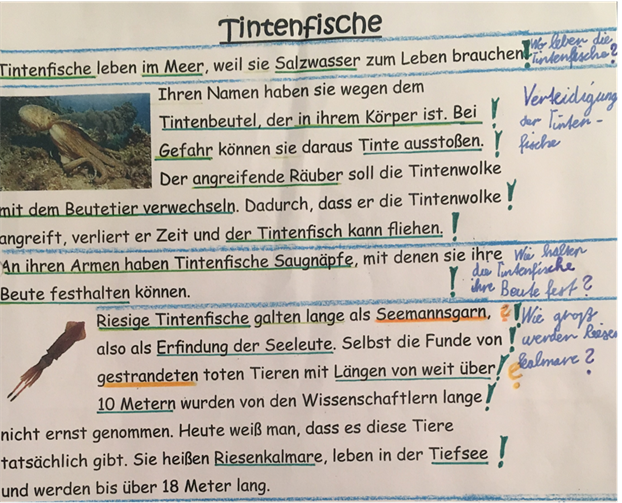 Tintenfische
Tintenfische leben im Meer, weil sie Salzwasser zum Leben brauchen! Wo leben die
Tintenfische?
Ihren Namen haben sie wegen dem
Tintenbeutel, der in ihrem Körper ist. Bei !
Gefahr können sie daraus Tinte ausstoßen. !
Der angreifende Räuber soll die Tintenwolke
mit dem Beutetier verwechseln. Dadurch, dass er die Tintenwolke !
angreift, verliert er Zeit und der Tintenfisch kann fliehen. !
Verteidigung
der Tinten-
fische
An ihren Armen haben Tintenfische Saugnäpfe, mit denen sie ihre
Beute festhalten können. !
Wie halten
die Tintenfische
ihre Beute fest?
Riesige Tintenfische galten lange als Seemannsgarn, ? !
also als Erfindung der Seeleute. Selbst die Funde von !
gestrandeten toten Tieren mit Längen von weit über ! ?
10 Metern wurden von den Wissenschaftlern lange !
nicht ernst genommen. Heute weiß man, dass es diese Tiere
tatsächlich gibt. Sie heißen Riesenkalmare, leben in der Tiefsee !
und werden bis über 18 Meter lang.
Wie groß
werden Riesen
kalmare?